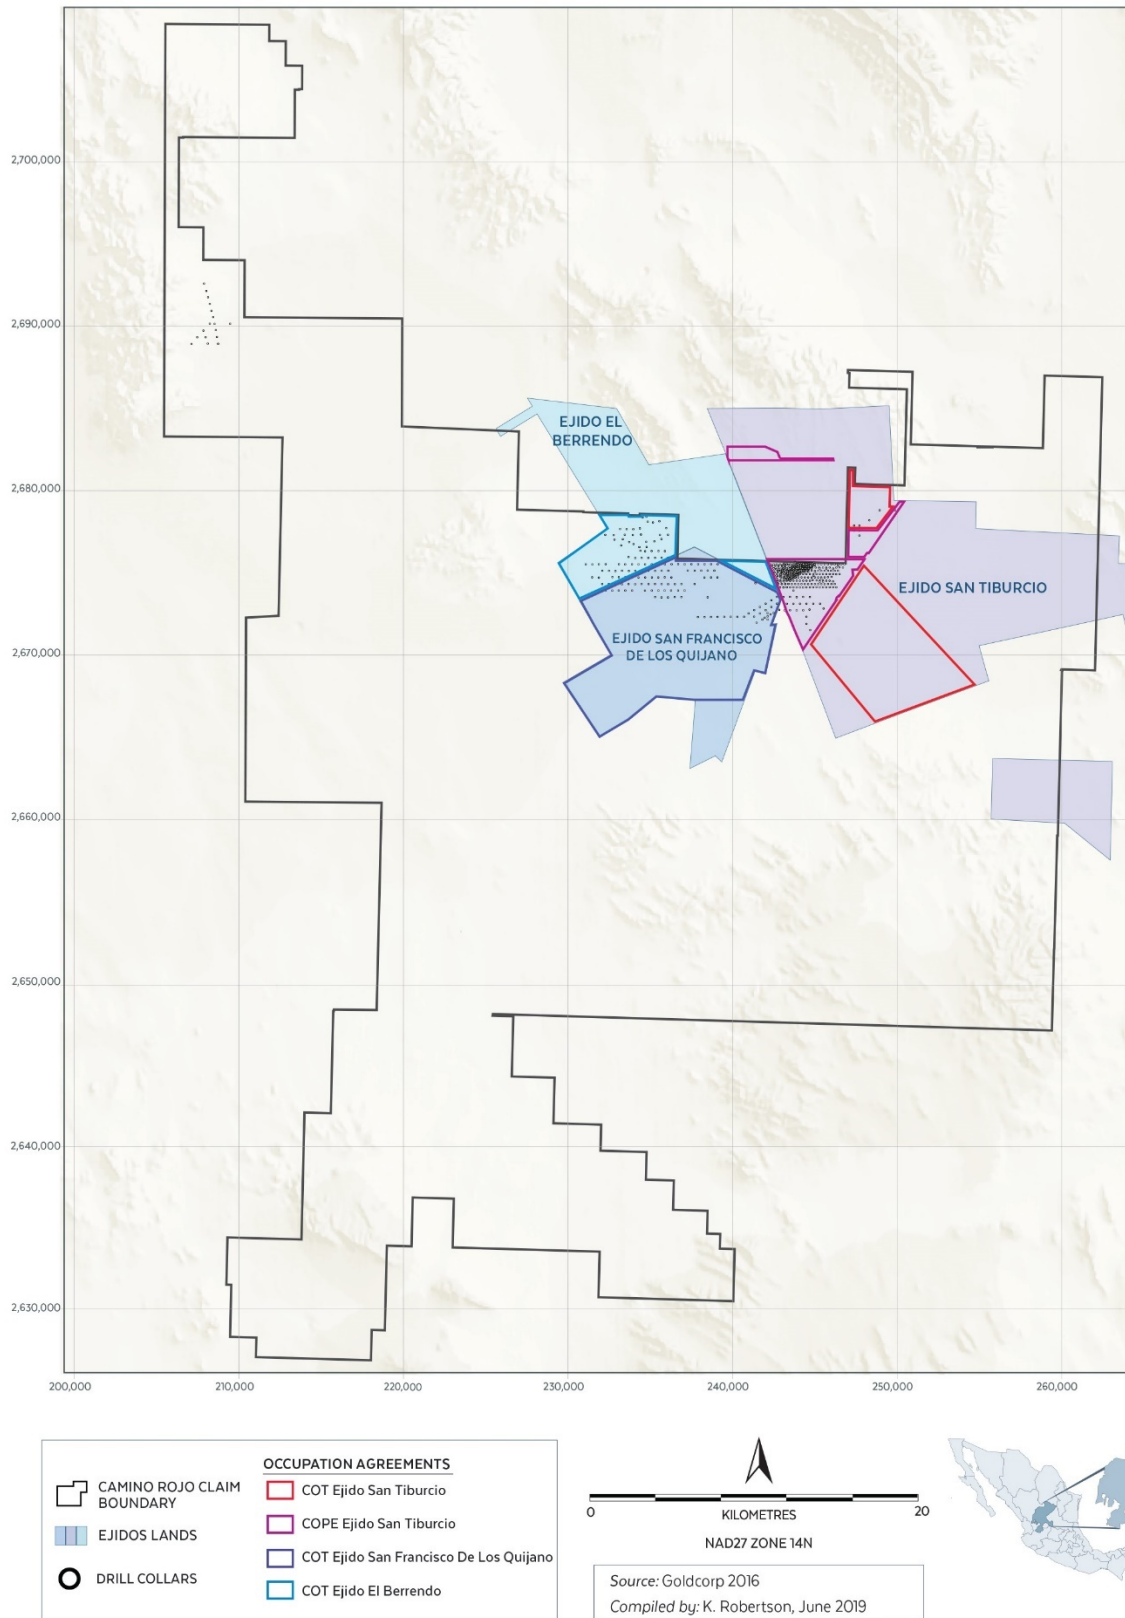 2,700,000
2,690,000
2,680,000
2,670,000
2,660,000
2,650,000
2,640,000
2,630,000
EJIDO EL
BERRENDO
EJIDO SAN TIBURCIO
EJIDO SAN FRANCISCO
DE LOS QUIJANO
200,000
210,000
220,000
230,000
240,000
250,000
260,000
CAMINO ROJO CLAIM
BOUNDARY
EJIDOS LANDS
DRILL COLLARS
OCCUPATION AGREEMENTS
COT Ejido San Tiburcio
COPE Ejido San Tiburcio
COT Ejido San Francisco De Los Quijano
COT Ejido El Berrendo
0
20
KILOMETRES
NAD27 ZONE 14N
Source: Goldcorp 2016
Compiled by: K. Robertson, June 2019